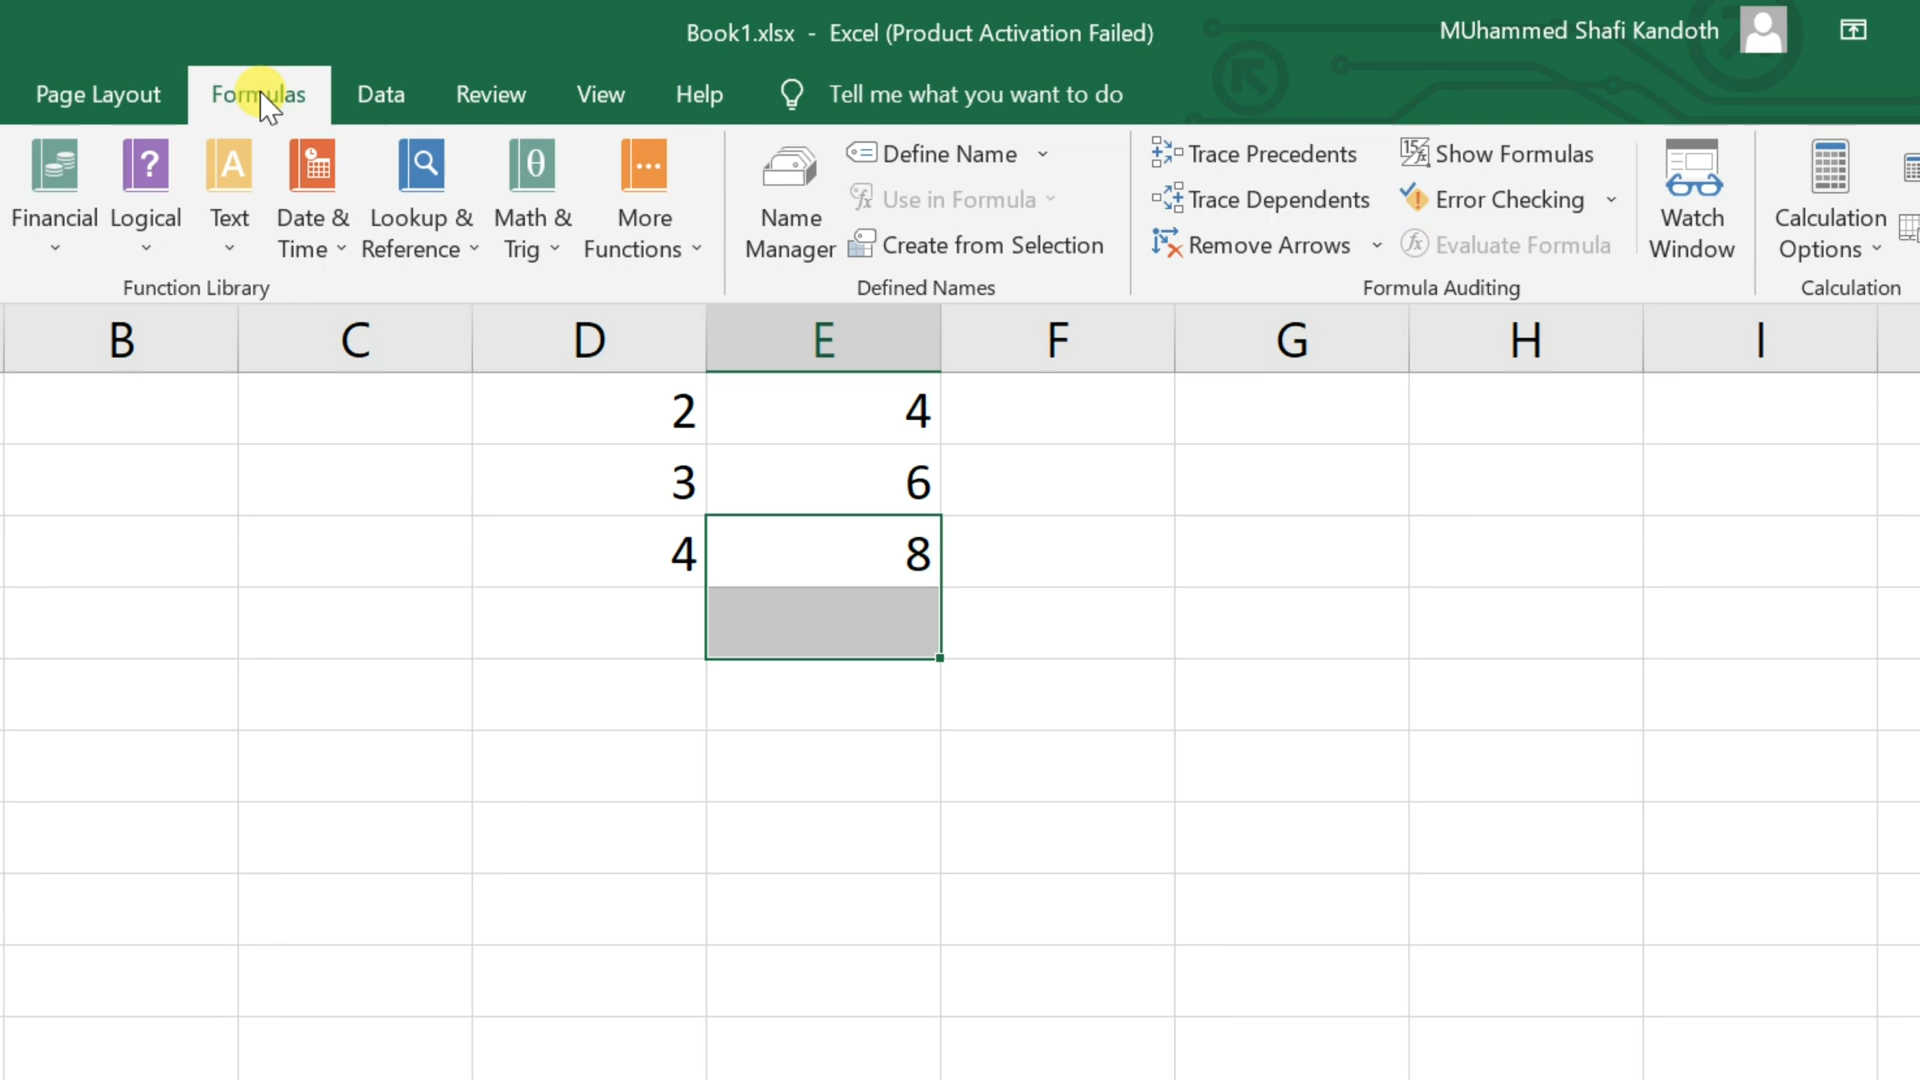 Book1.xlsx - Excel (Product Activation Failed)
MUhammed Shafi Kandoth
Page Layout
Formulas
Data
Review
View
Help
Tell me what you want to do
Financial
Logical
Text
Date &
Time
Lookup &
Reference
Math &
Trig
More
Functions
Function Library
Name
Manager
Define Name
Use in Formula
Create from Selection
Defined Names
Trace Precedents
Trace Dependents
Remove Arrows
Show Formulas
Error Checking
Evaluate Formula
Formula Auditing
Watch
Window
Calculation
Options
Calculation
B C D E F G H I
2 4
3 6
4 8